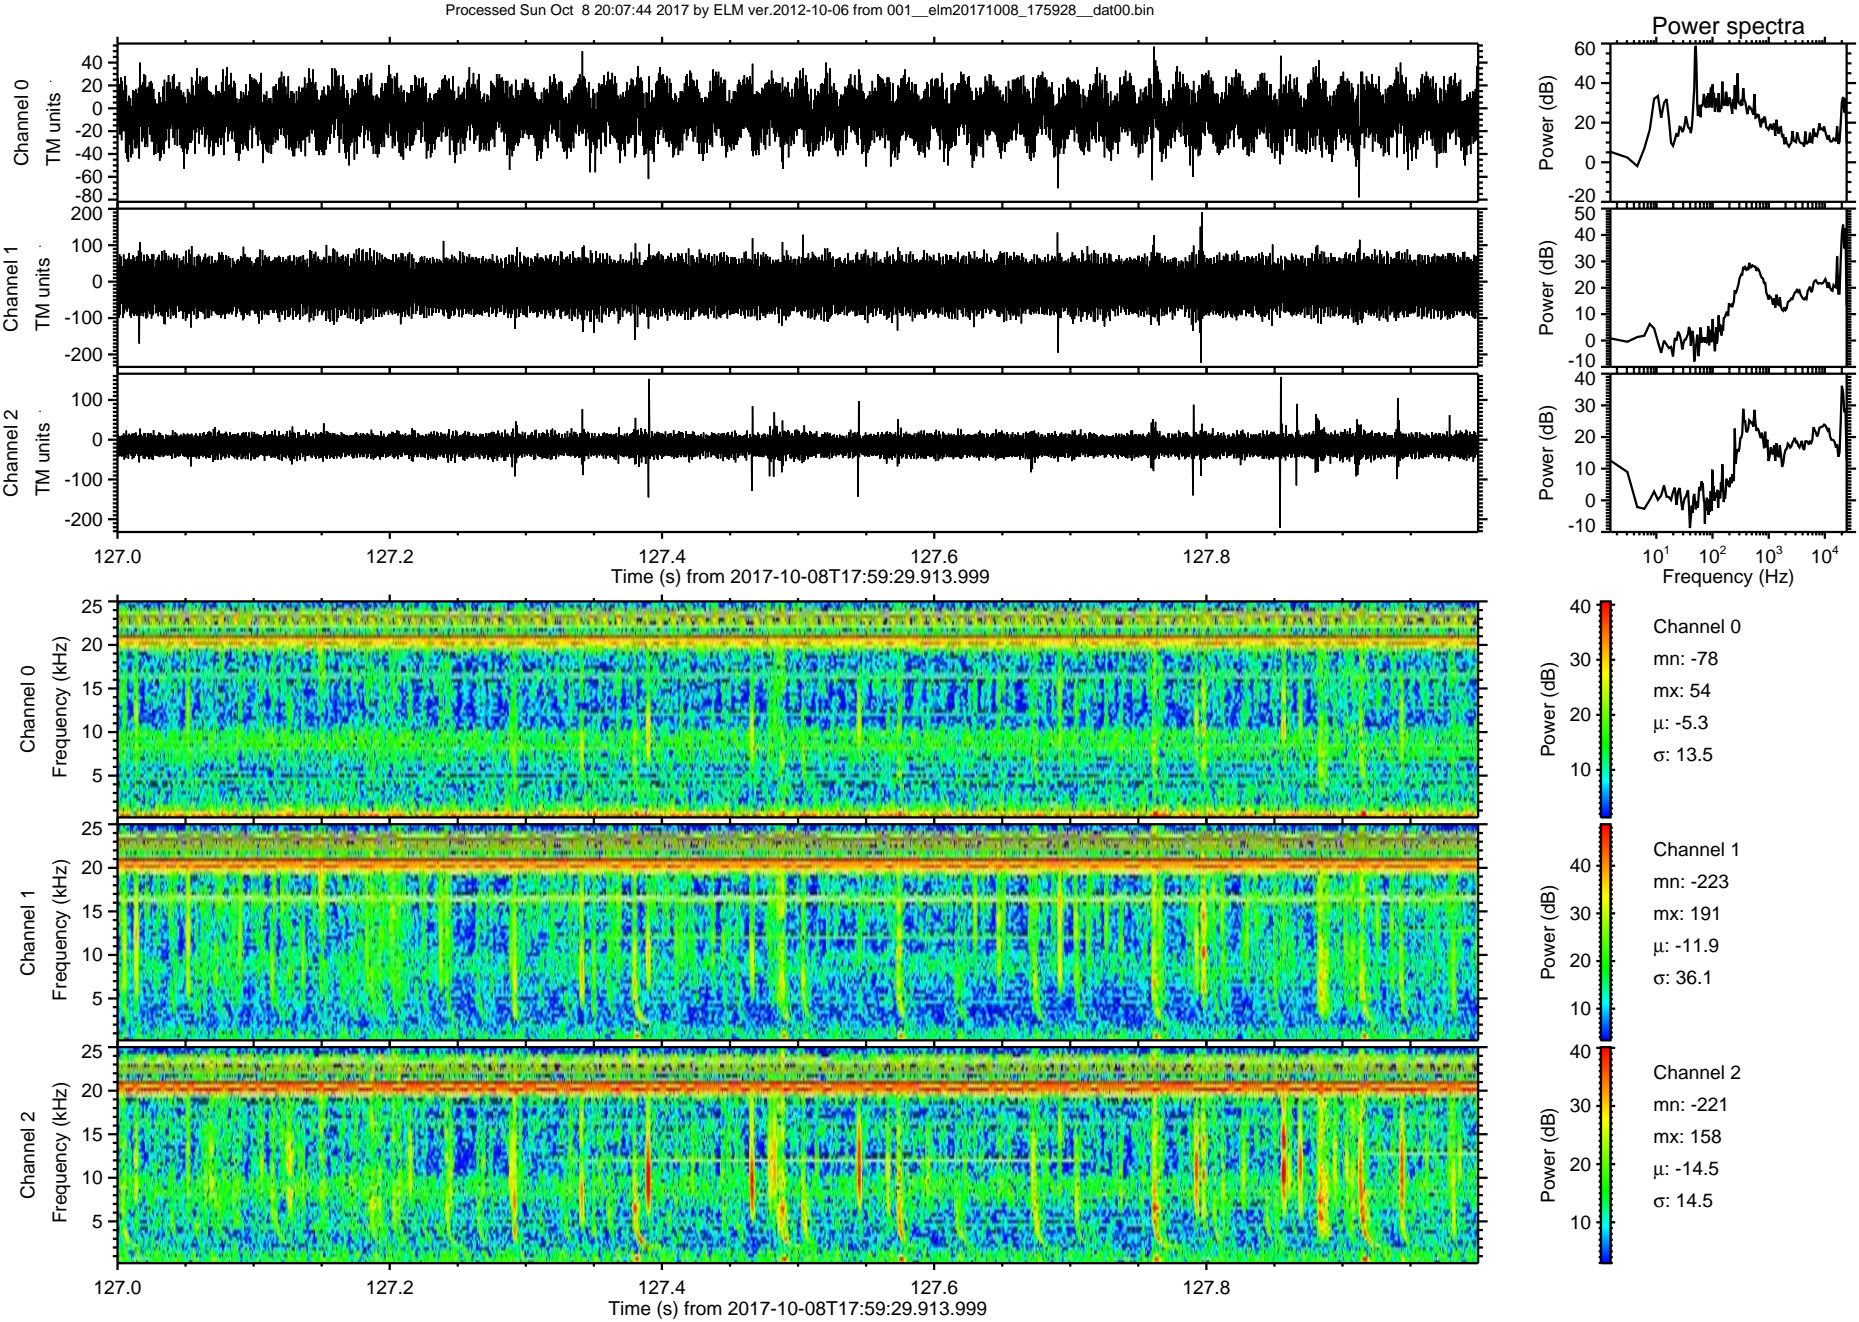 Processed Sun Oct  8 20:07:44 2017 by ELM ver.2012-10-06 from 001__elm20171008_175928__dat00.bin
Power spectra
Channel 0
TM units
40
20
0
-20
-40
-60
-80
Power (dB)
60
40
20
0
-20
Channel 1
TM units
200
100
0
-100
-200
Power (dB)
50
40
30
20
10
0
-10
Channel 2
TM units
100
0
-100
-200
Power (dB)
40
30
20
10
0
-10
127.0 127.2 127.4 127.6 127.8
Time (s) from 2017-10-08T17:59:29.913.999
10¹ 10² 10³ 10⁴
Frequency (Hz)
Channel 0
Frequency (kHz)
25
20
15
10
5
Power (dB)
40
30
20
10
Channel 0
mn: -78
mx: 54
μ: -5.3
σ: 13.5
Channel 1
Frequency (kHz)
25
20
15
10
5
Power (dB)
40
30
20
10
Channel 1
mn: -223
mx: 191
μ: -11.9
σ: 36.1
Channel 2
Frequency (kHz)
25
20
15
10
5
Power (dB)
40
30
20
10
Channel 2
mn: -221
mx: 158
μ: -14.5
σ: 14.5
127.0 127.2 127.4 127.6 127.8
Time (s) from 2017-10-08T17:59:29.913.999